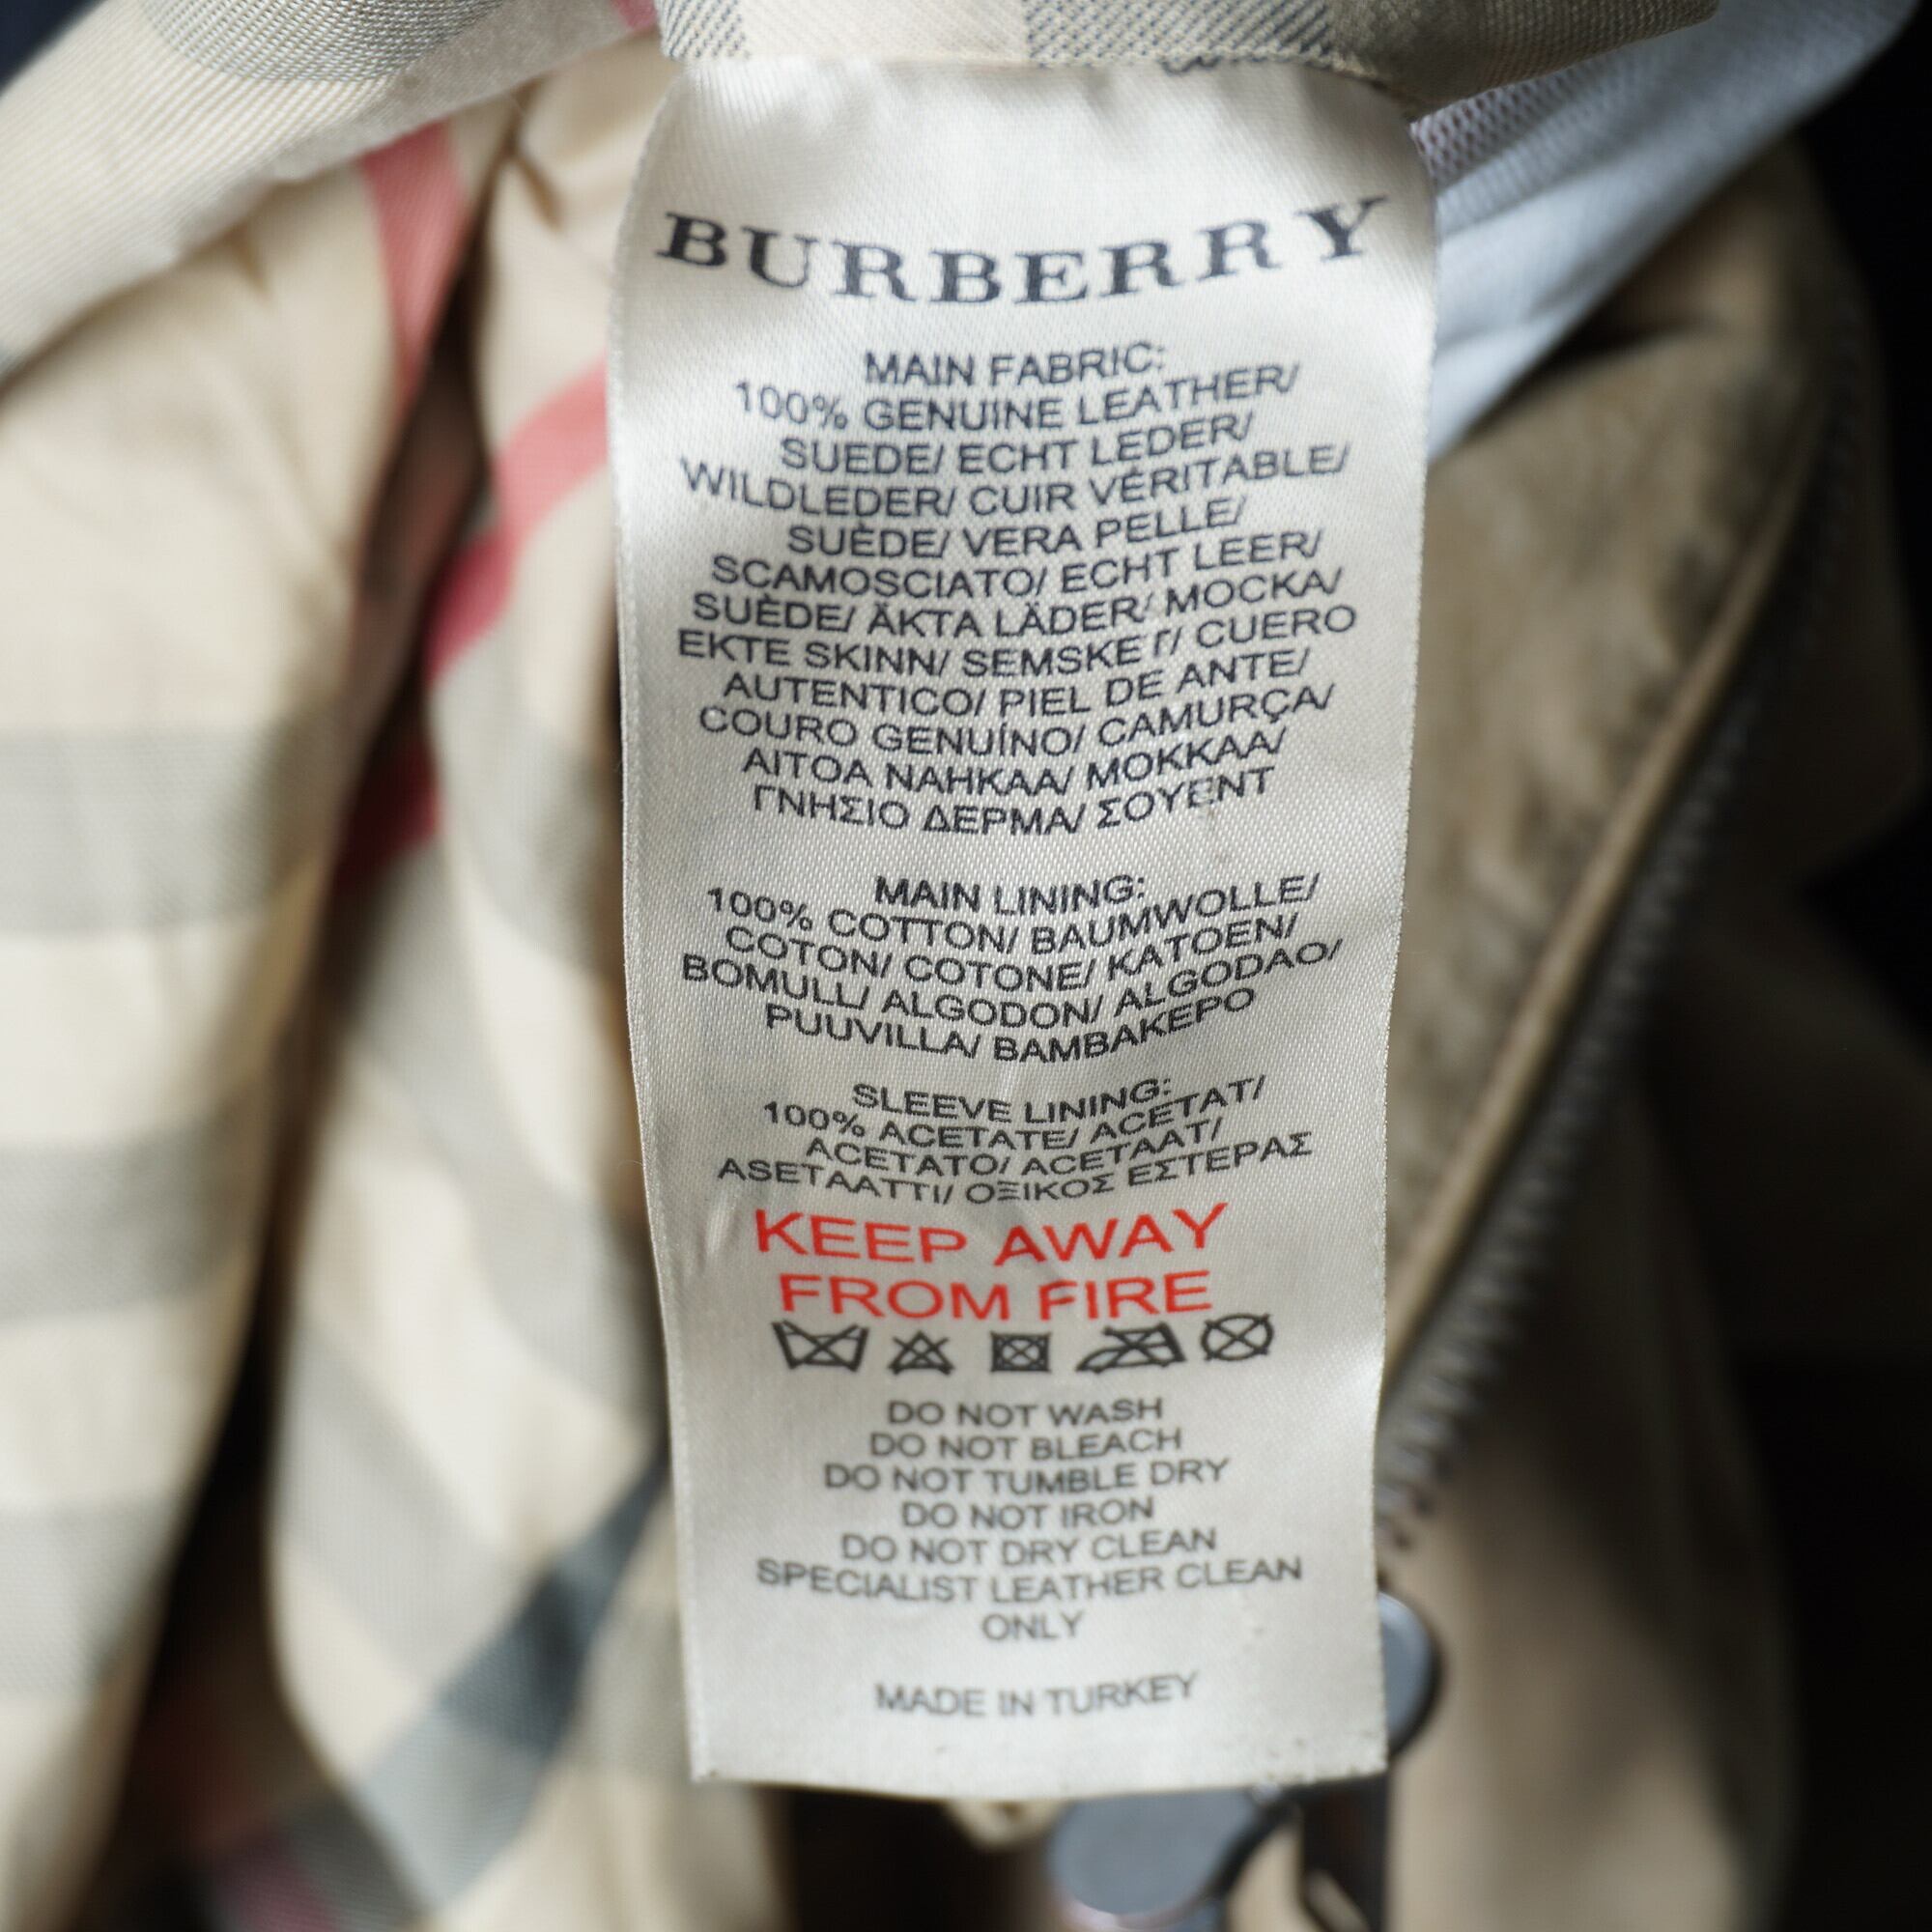 BURBERRY
MAIN FABRIC:
100% GENUINE LEATHER/
SUEDE/ ECHT LEDER/
WILDLEDER/ CUIR VÉRITABLE/
SUÈDE/ VERA PELLE/
SCAMOSCIATO/ ECHT LEER/
SUÈDE/ ÄKTA LÄDER/ MOCKA/
EKTE SKINN/ SEMSKE Γ/ CUERO
AUTENTICO/ PIEL DE ANTE/
COURO GENUÍNO/ CAMURÇA/
AITOA NAHKAA/ MOKKAA/
ΓΝΗΣΙΟ ΔΕΡΜΑ/ ΣΟΥΕΝΤ
MAIN LINING:
100% COTTON/ BAUMWOLLE/
COTON/ COTONE/ KATOEN/
BOMULL/ ALGODON/ ALGODAO/
PUUVILLA/ ΒΑΜΒΑΚΕΡΟ
SLEEVE LINING:
100% ACETATE/ ACETAT/
ACETATO/ ACETAAT/
ASETAATTI/ ΟΞΙΚΟΣ ΕΣΤΕΡΑΣ
KEEP AWAY
FROM FIRE
DO NOT WASH
DO NOT BLEACH
DO NOT TUMBLE DRY
DO NOT IRON
DO NOT DRY CLEAN
SPECIALIST LEATHER CLEAN
ONLY
MADE IN TURKEY